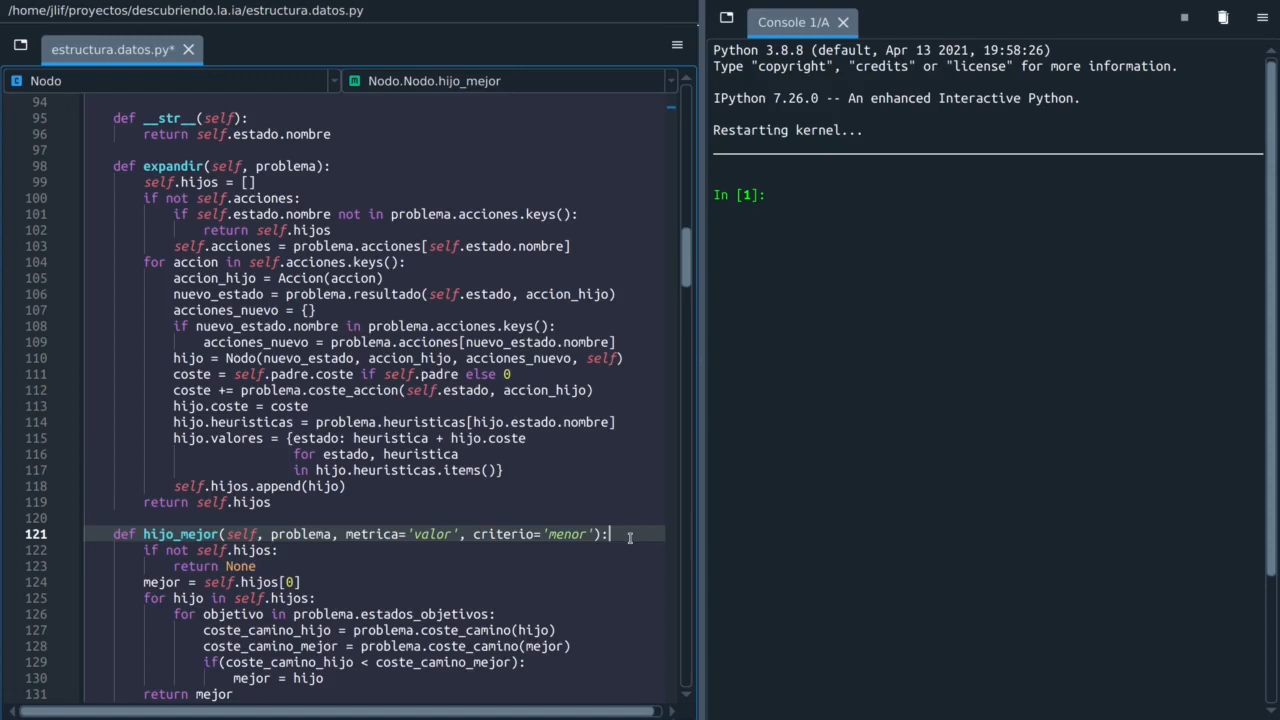 /home/jlif/proyectos/descubriendo.la.ia/estructura.datos.py
estructura.datos.py*
Nodo
Nodo.Nodo.hijo_mejor
94
95 def __str__(self):
96 return self.estado.nombre
97
98 def expandir(self, problema):
99 self.hijos = []
100 if not self.acciones:
101 if self.estado.nombre not in problema.acciones.keys():
102 return self.hijos
103 self.acciones = problema.acciones[self.estado.nombre]
104 for accion in self.acciones.keys():
105 accion_hijo = Accion(accion)
106 nuevo_estado = problema.resultado(self.estado, accion_hijo)
107 acciones_nuevo = {}
108 if nuevo_estado.nombre in problema.acciones.keys():
109 acciones_nuevo = problema.acciones[nuevo_estado.nombre]
110 hijo = Nodo(nuevo_estado, accion_hijo, acciones_nuevo, self)
111 coste = self.padre.coste if self.padre else 0
112 coste += problema.coste_accion(self.estado, accion_hijo)
113 hijo.coste = coste
114 hijo.heuristicas = problema.heuristicas[hijo.estado.nombre]
115 hijo.valores = {estado: heuristica + hijo.coste
116 for estado, heuristica
117 in hijo.heuristicas.items()}
118 self.hijos.append(hijo)
119 return self.hijos
120
121 def hijo_mejor(self, problema, metrica='valor', criterio='menor'):
122 if not self.hijos:
123 return None
124 mejor = self.hijos[0]
125 for hijo in self.hijos:
126 for objetivo in problema.estados_objetivos:
127 coste_camino_hijo = problema.coste_camino(hijo)
128 coste_camino_mejor = problema.coste_camino(mejor)
129 if(coste_camino_hijo < coste_camino_mejor):
130 mejor = hijo
131 return mejor
Console 1/A
Python 3.8.8 (default, Apr 13 2021, 19:58:26)
Type "copyright", "credits" or "license" for more information.
IPython 7.26.0 -- An enhanced Interactive Python.
Restarting kernel...
In [1]: